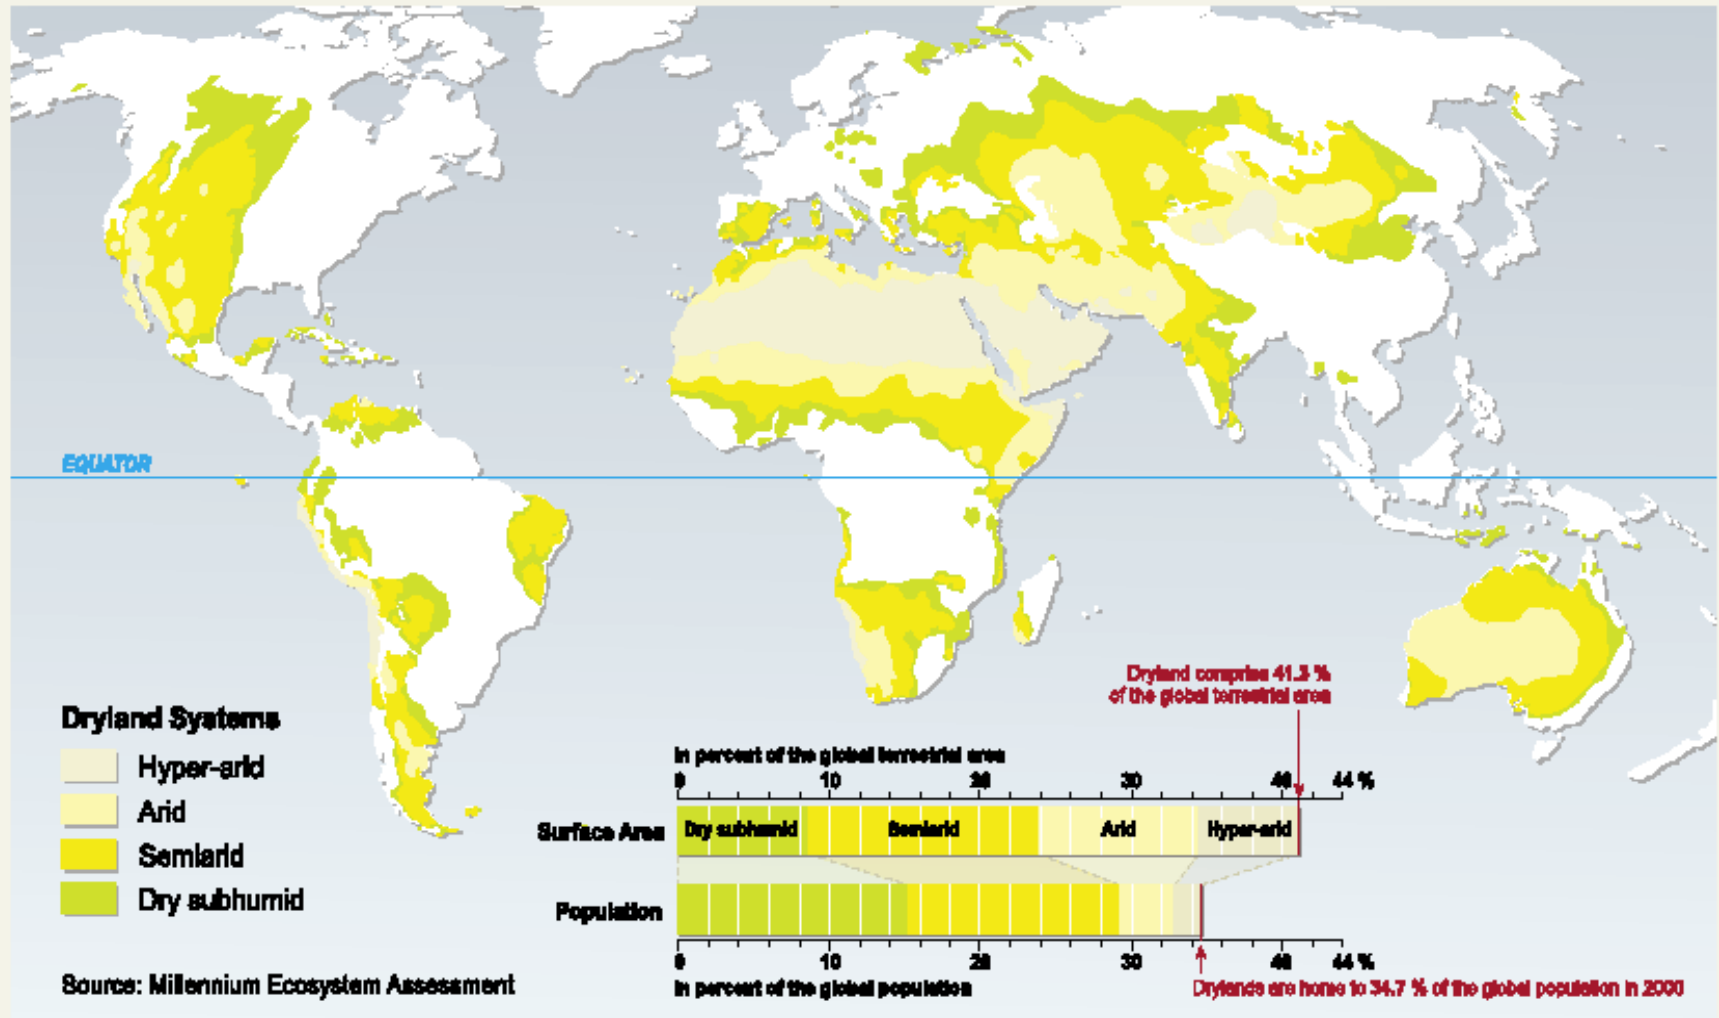 EQUATOR
Dryland comprise 41.3 %
of the global terrestrial area
Dryland Systems
Hyper-arid
Arid
Semiarid
Dry subhumid
In percent of the global terrestrial area
0 10 20 30 40 44 %
Surface Area
Dry subhumid Semiarid Arid Hyper-arid
Population
0 10 20 30 40 44 %
In percent of the global population
Drylands are home to 34.7 % of the global population in 2000
Source: Millennium Ecosystem Assessment